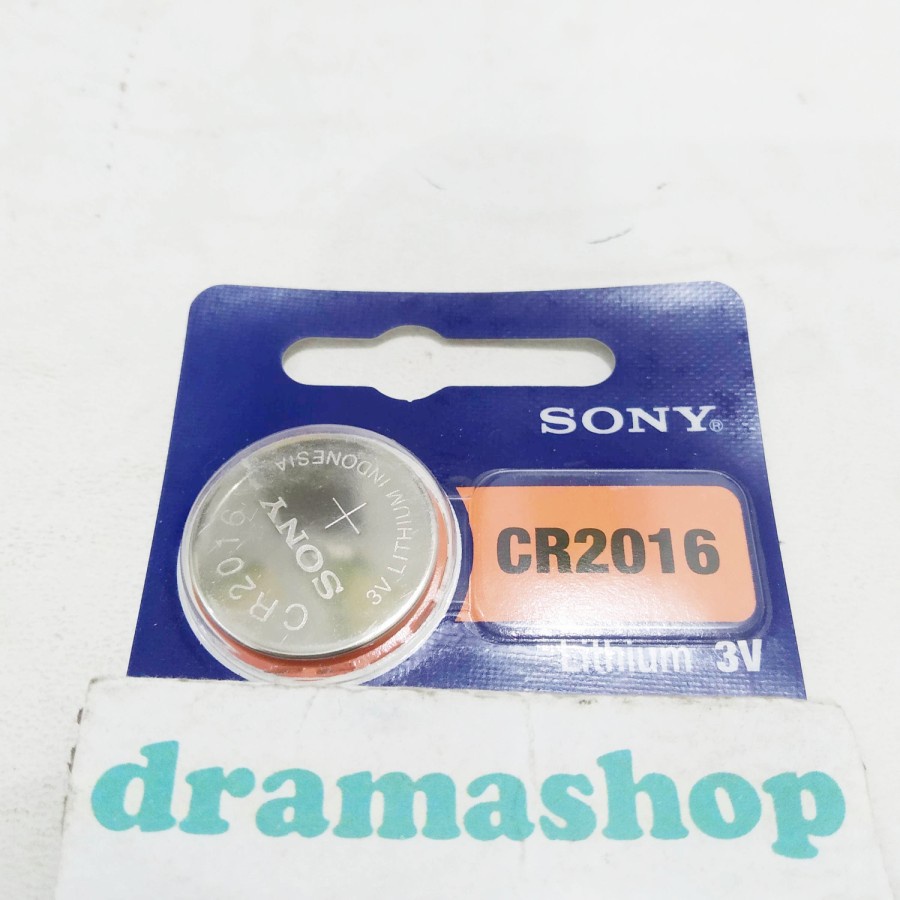 SONY®
CR2016
Lithium 3V
SONY
CR2016
3V LITHIUM INDONESIA
+
dramashop